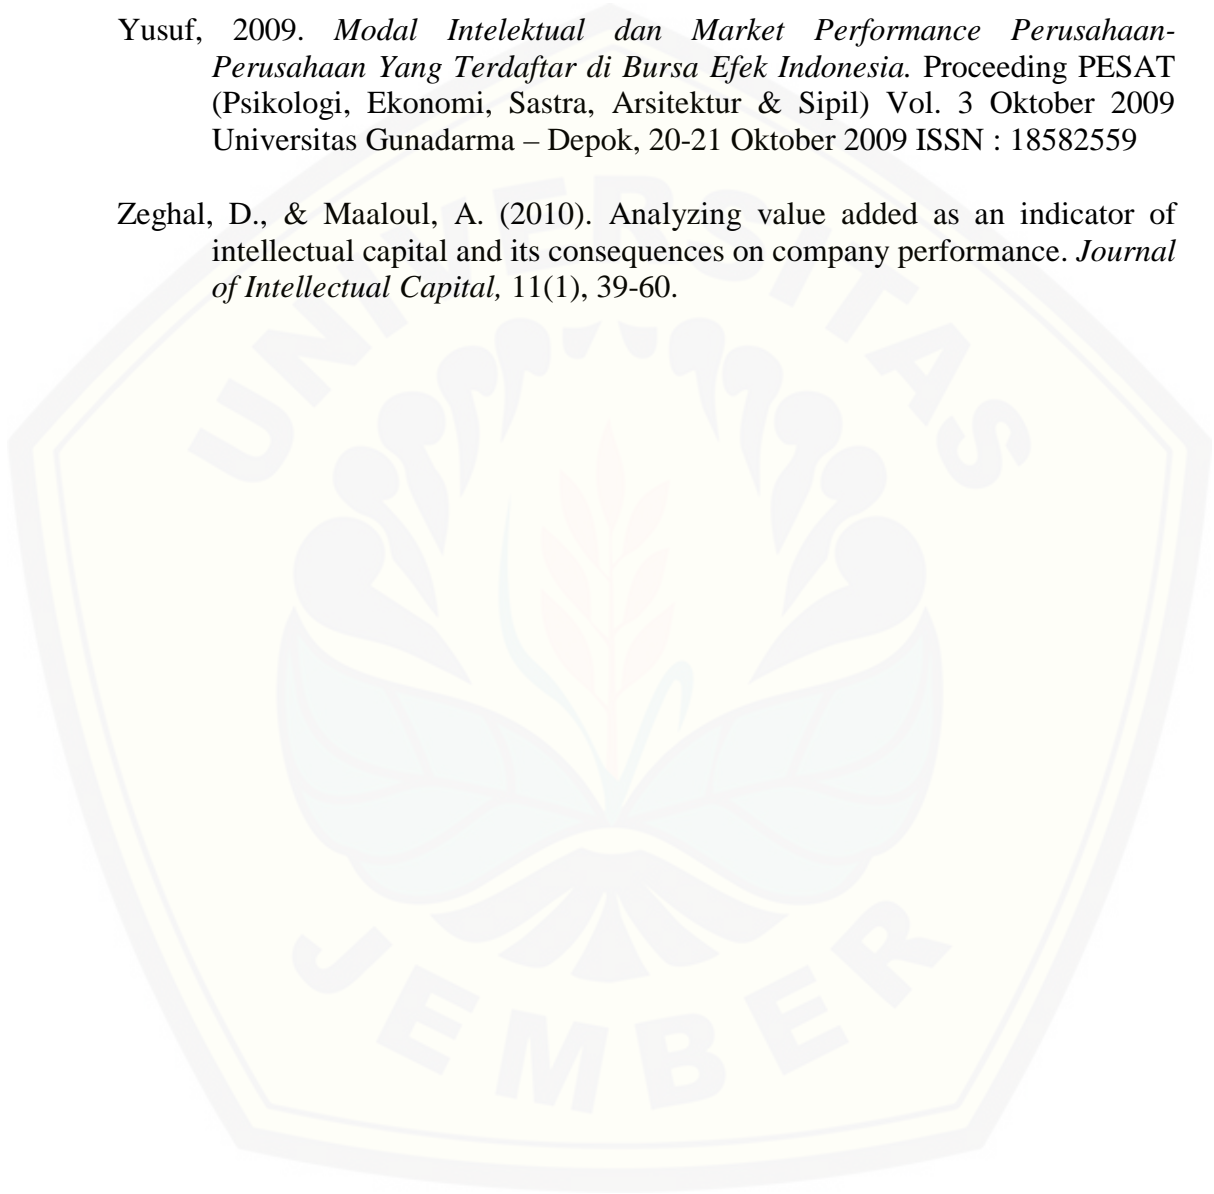 Yusuf, 2009. Modal Intelektual dan Market Performance Perusahaan-
Perusahaan Yang Terdaftar di Bursa Efek Indonesia. Proceeding PESAT
(Psikologi, Ekonomi, Sastra, Arsitektur & Sipil) Vol. 3 Oktober 2009
Universitas Gunadarma – Depok, 20-21 Oktober 2009 ISSN : 18582559
Zeghal, D., & Maaloul, A. (2010). Analyzing value added as an indicator of
intellectual capital and its consequences on company performance. Journal
of Intellectual Capital, 11(1), 39-60.
UNIVERSITAS
JEMBER